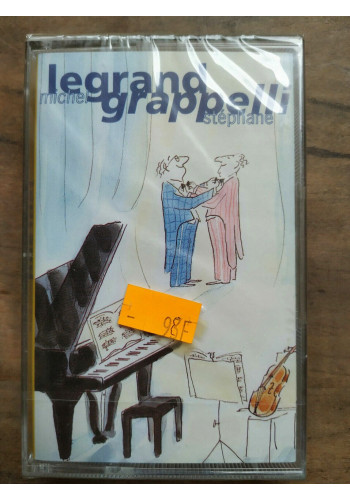 legrand
michel
grappelli
stéphane
98F